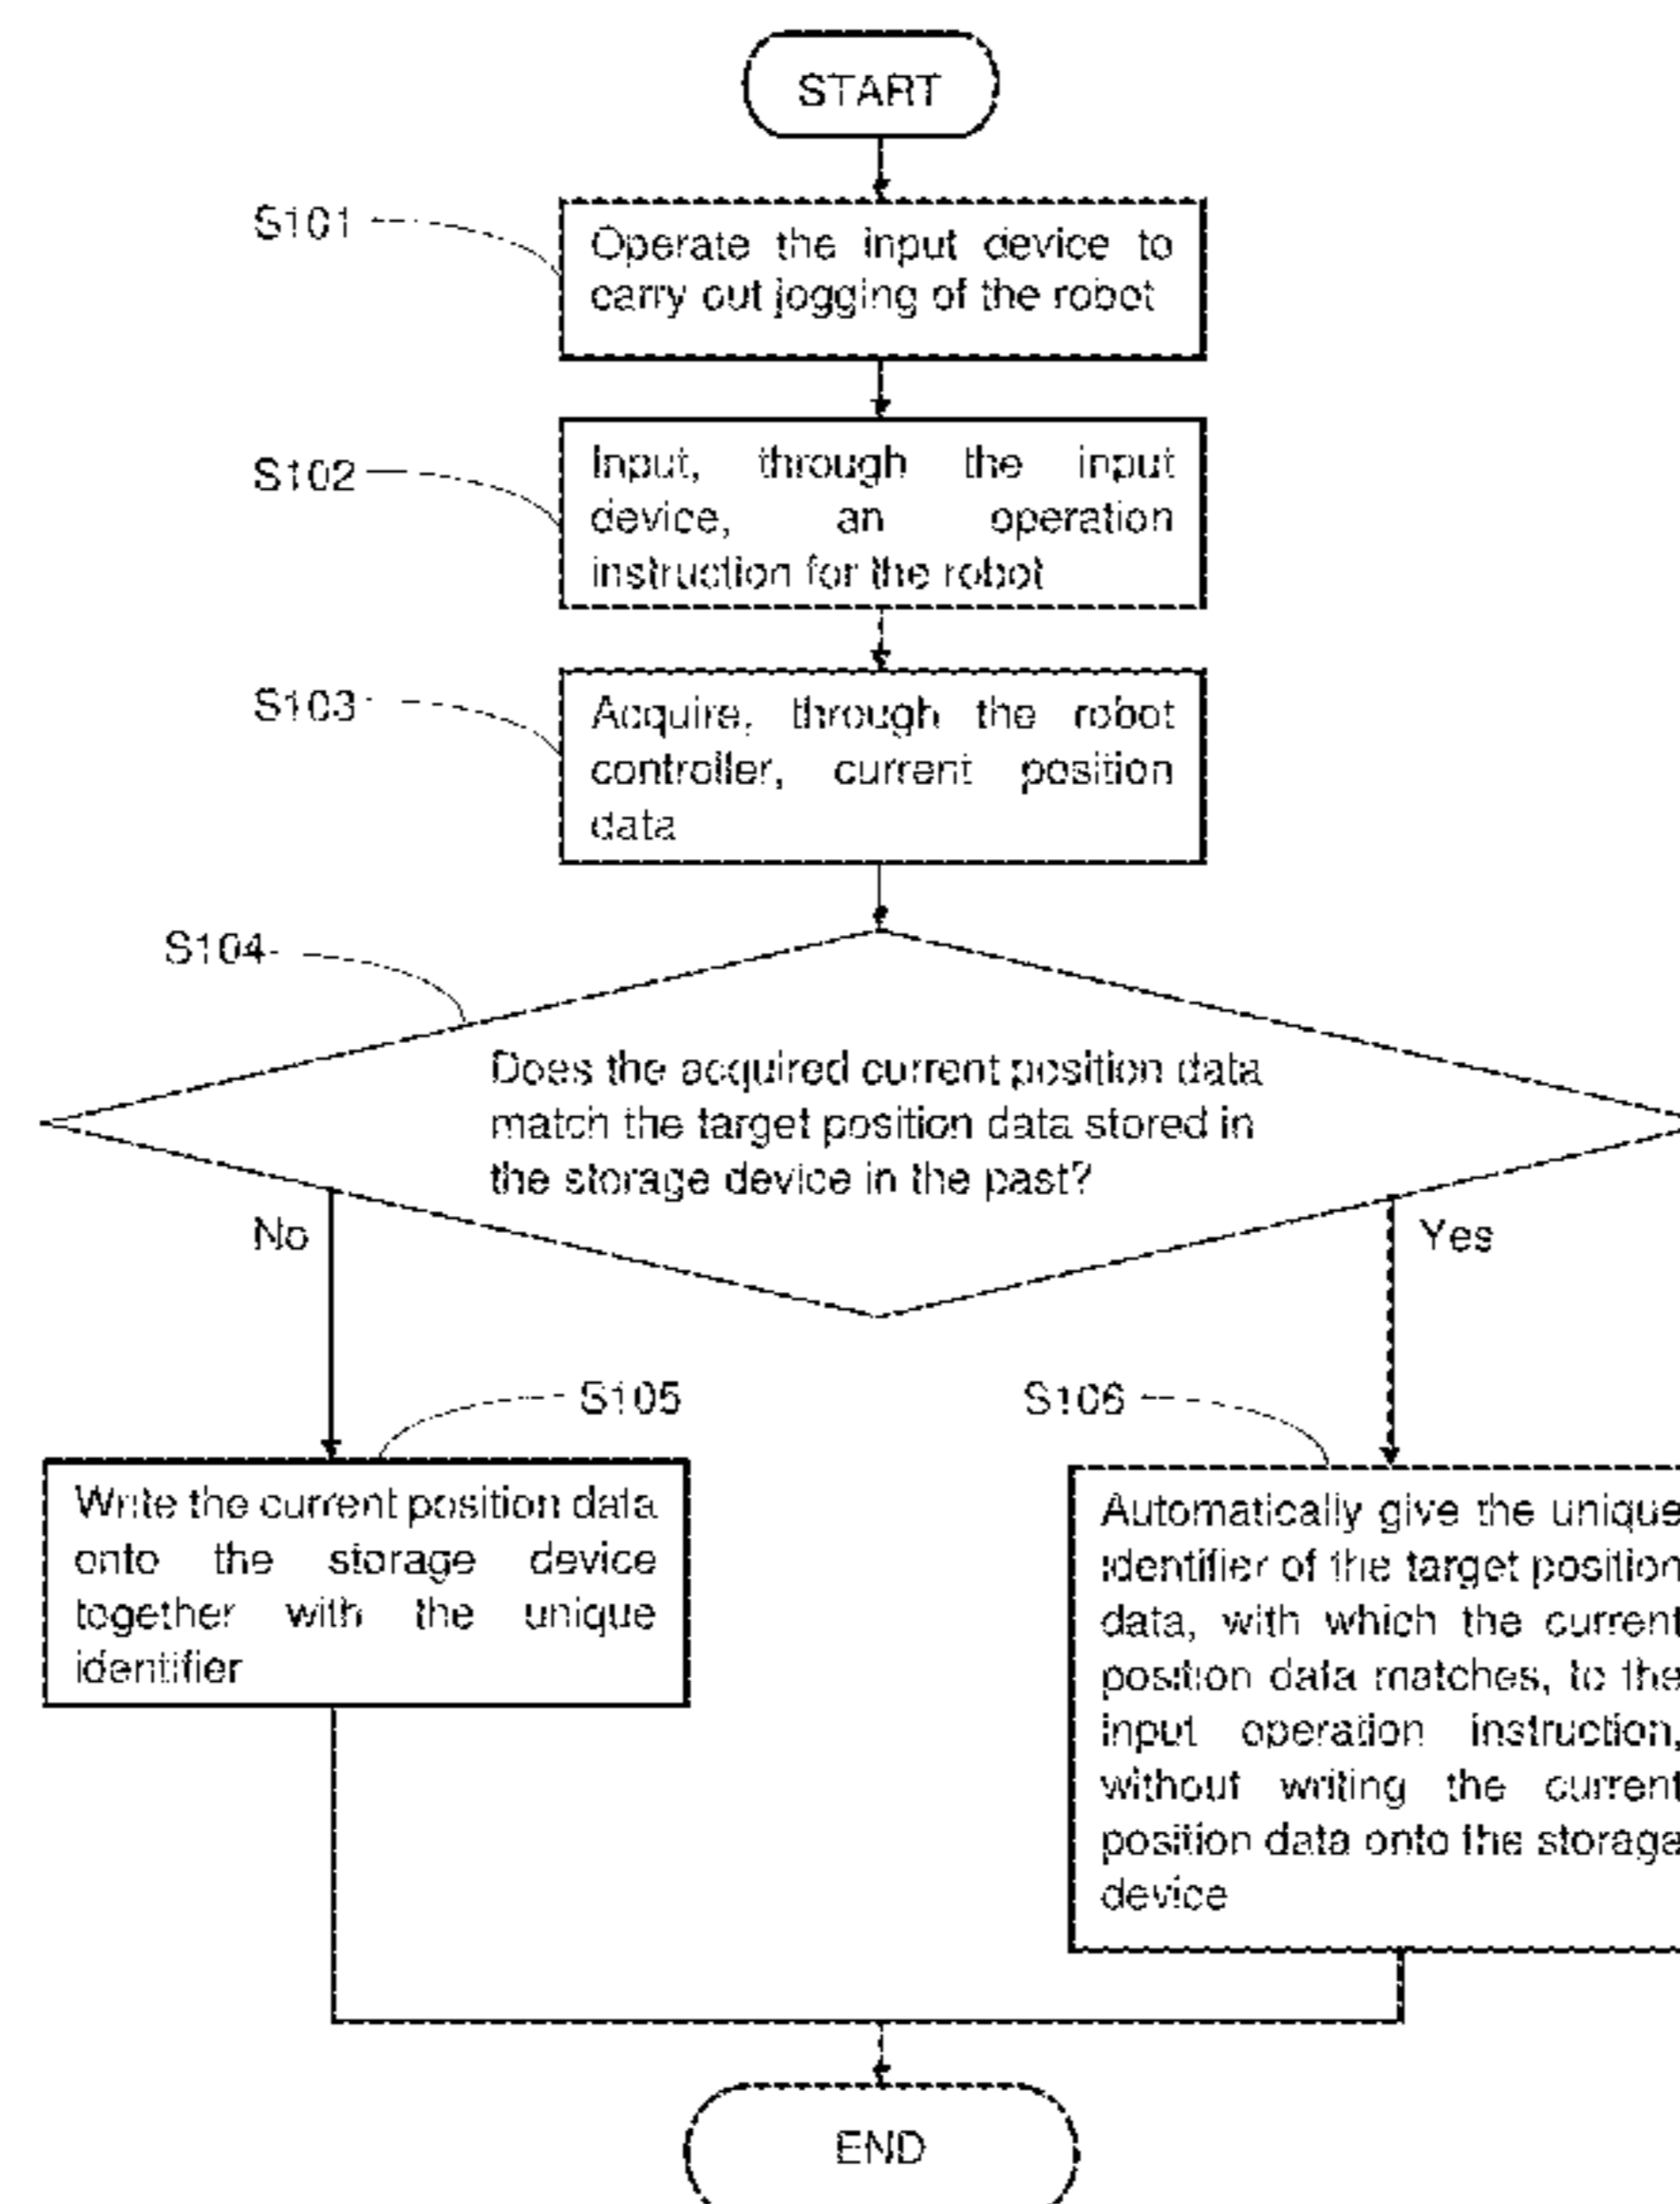 START
S101
Operate the input device to
carry out jogging of the robot
S102
Input, through the input
device, an operation
instruction for the robot
S103
Acquire, through the robot
controller, current position
data
S104
Does the acquired current position data
match the target position data stored in
the storage device in the past?
No
Yes
S105
Write the current position data
onto the storage device
together with the unique
identifier
S106
Automatically give the unique
identifier of the target position
data, with which the current
position data matches, to the
input operation instruction,
without writing the current
position data onto the storage
device
END